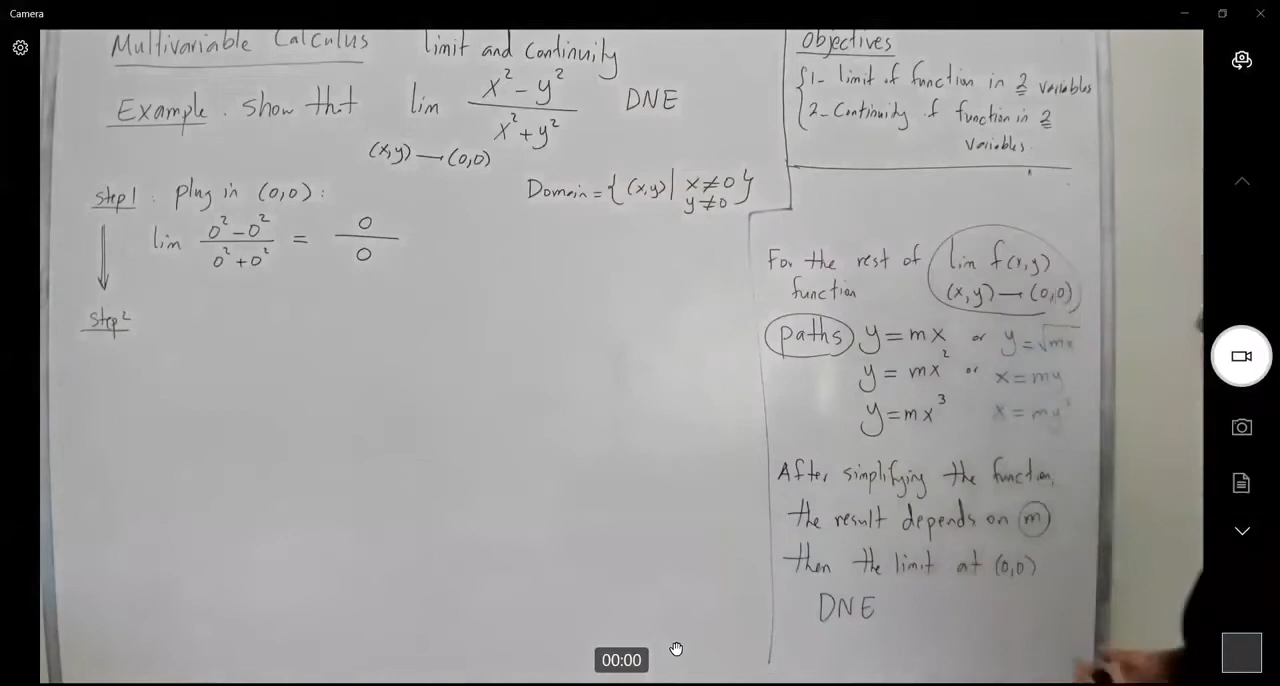 Camera
Multivariable Calculus limit and Continuity
Example. Show that lim x² - y² / x² + y² DNE
(x,y) → (0,0)
Step1: plug in (0,0):
Domain = { (x,y) | x ≠ 0
y ≠ 0 }
lim 0² - 0² / 0² + 0² = 0 / 0
Step2
Objectives
{ 1- limit of function in 2 variables
2- Continuity of function in 2
variables.
For the rest of lim f(x,y)
function (x,y) → (0,0)
paths y = mx or y = √mx
y = mx² or x = my
y = mx³ x = my²
After simplifying the function,
the result depends on m
then the limit at (0,0)
DNE
00:00